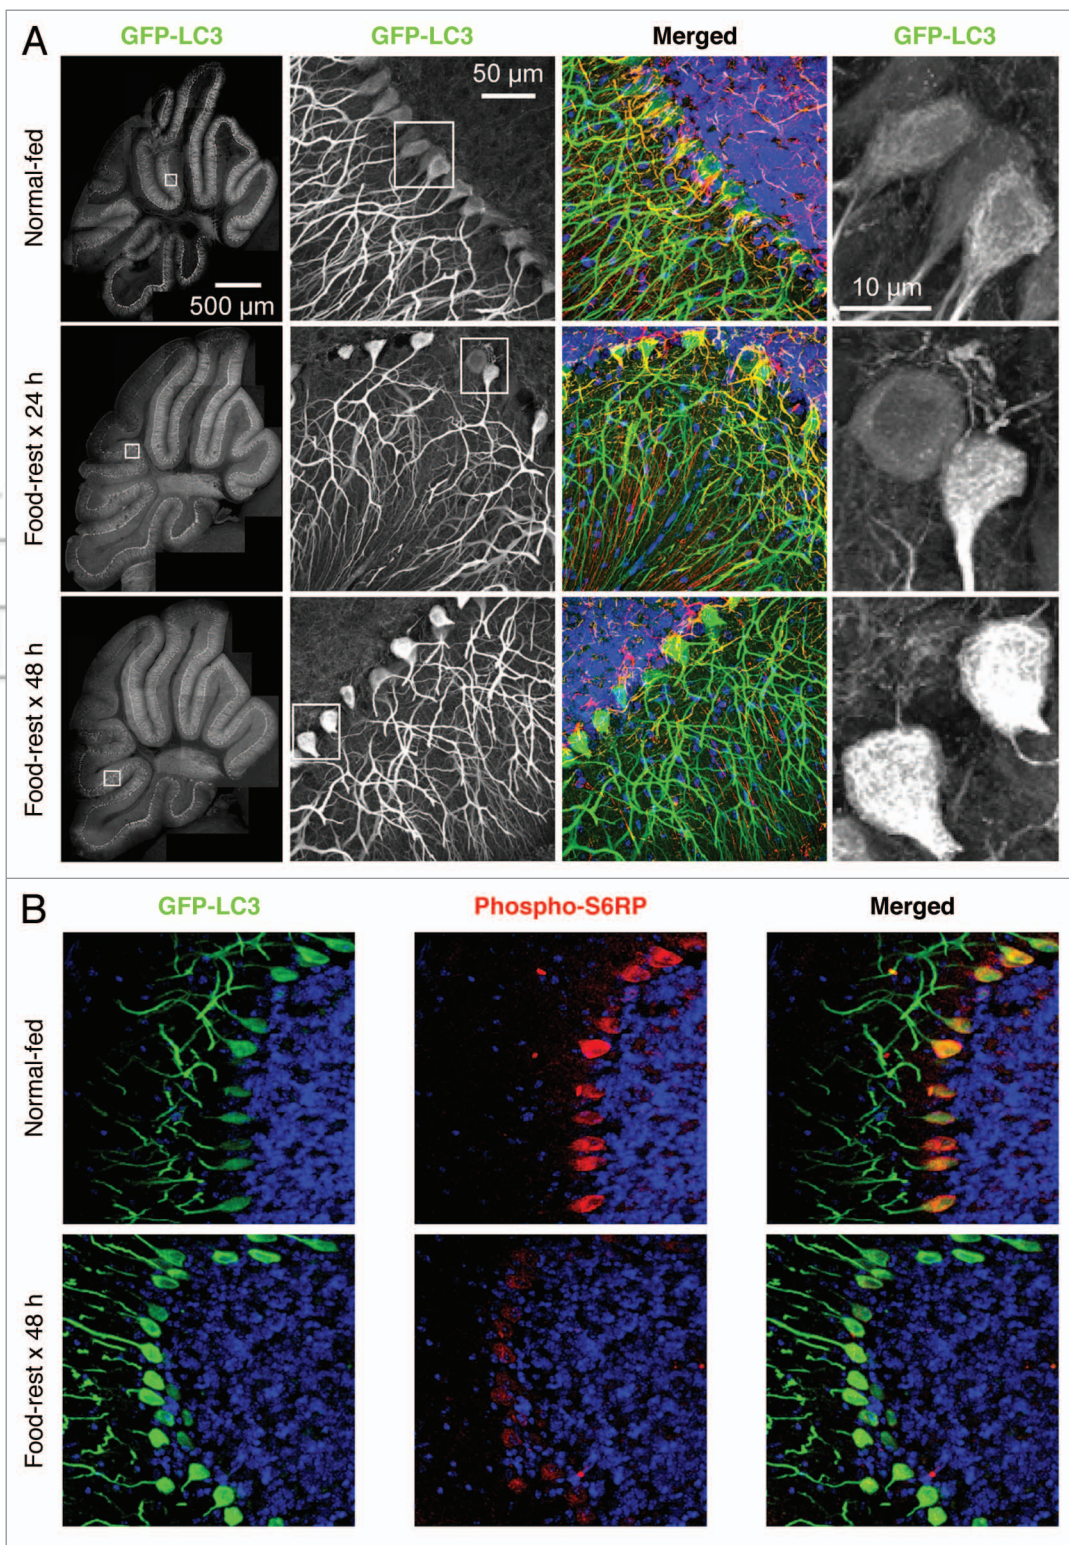 A
GFP-LC3 GFP-LC3 Merged GFP-LC3
Normal-fed
50 µm
500 µm
10 µm
Food-rest x 24 h
Food-rest x 48 h
B
GFP-LC3 Phospho-S6RP Merged
Normal-fed
Food-rest x 48 h